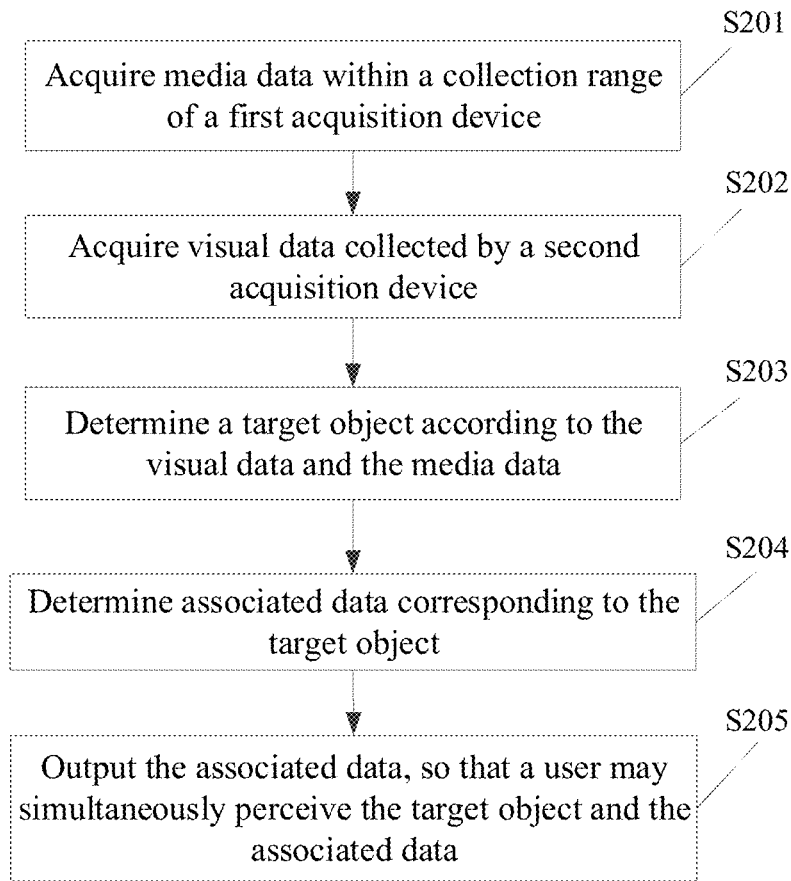 S201
Acquire media data within a collection range
of a first acquisition device
S202
Acquire visual data collected by a second
acquisition device
S203
Determine a target object according to the
visual data and the media data
S204
Determine associated data corresponding to the
target object
S205
Output the associated data, so that a user may
simultaneously perceive the target object and the
associated data